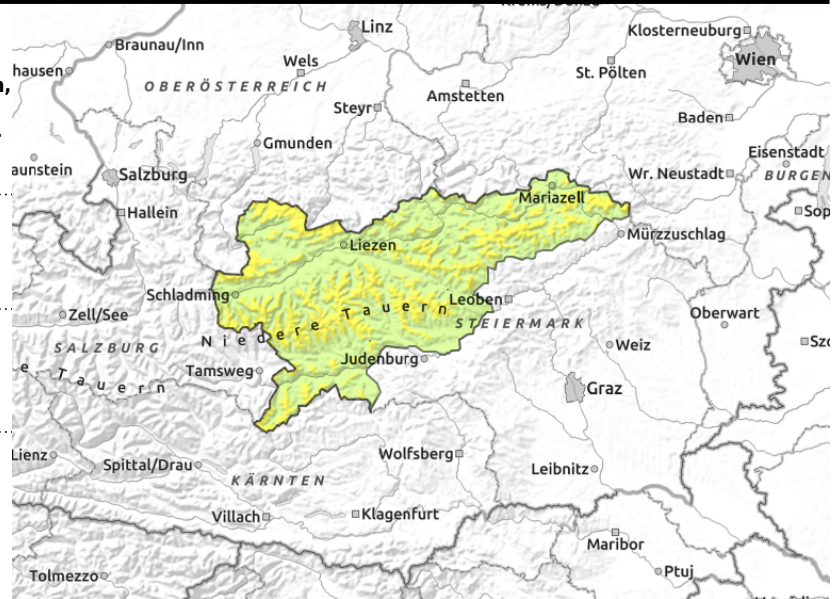 Linz
Klosterneuburg
Braunau/Inn
Wien
Wels
hausen
St. Pölten
n,
OBERÖSTERREICH
Amstetten
Steyr
Baden
Gmunden
Eisenstadt
aunstein
Salzburg
Wr. Neustadt
BURGEN
Mariazell
Hallein
Sop
Mürzzuschlag
Liezen
Schladming
Leoben
Zell/See
Niedere Tauern
STEIERMARK
Oberwart
SALZBURG
Weiz
Szo
Judenburg
e Tauern
Tamsweg
Graz
Lienz
Wolfsberg
Spittal/Drau
Leibnitz
KÄRNTEN
Villach
Klagenfurt
Maribor
Tolmezzo
Ptuj